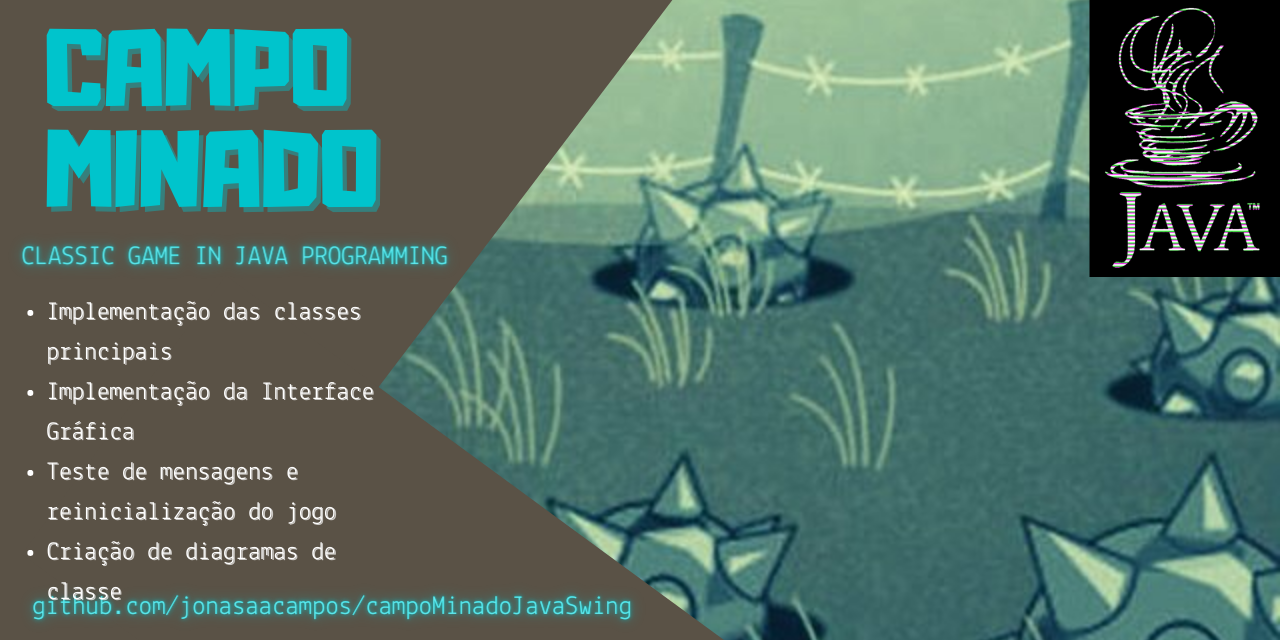 CAMPO
MINADO
CLASSIC GAME IN JAVA PROGRAMMING
• Implementação das classes
principais
• Implementação da Interface
Gráfica
• Teste de mensagens e
reinicialização do jogo
• Criação de diagramas de
classe
github.com/jonasaacampos/campoMinadoJavaSwing
JAVA™